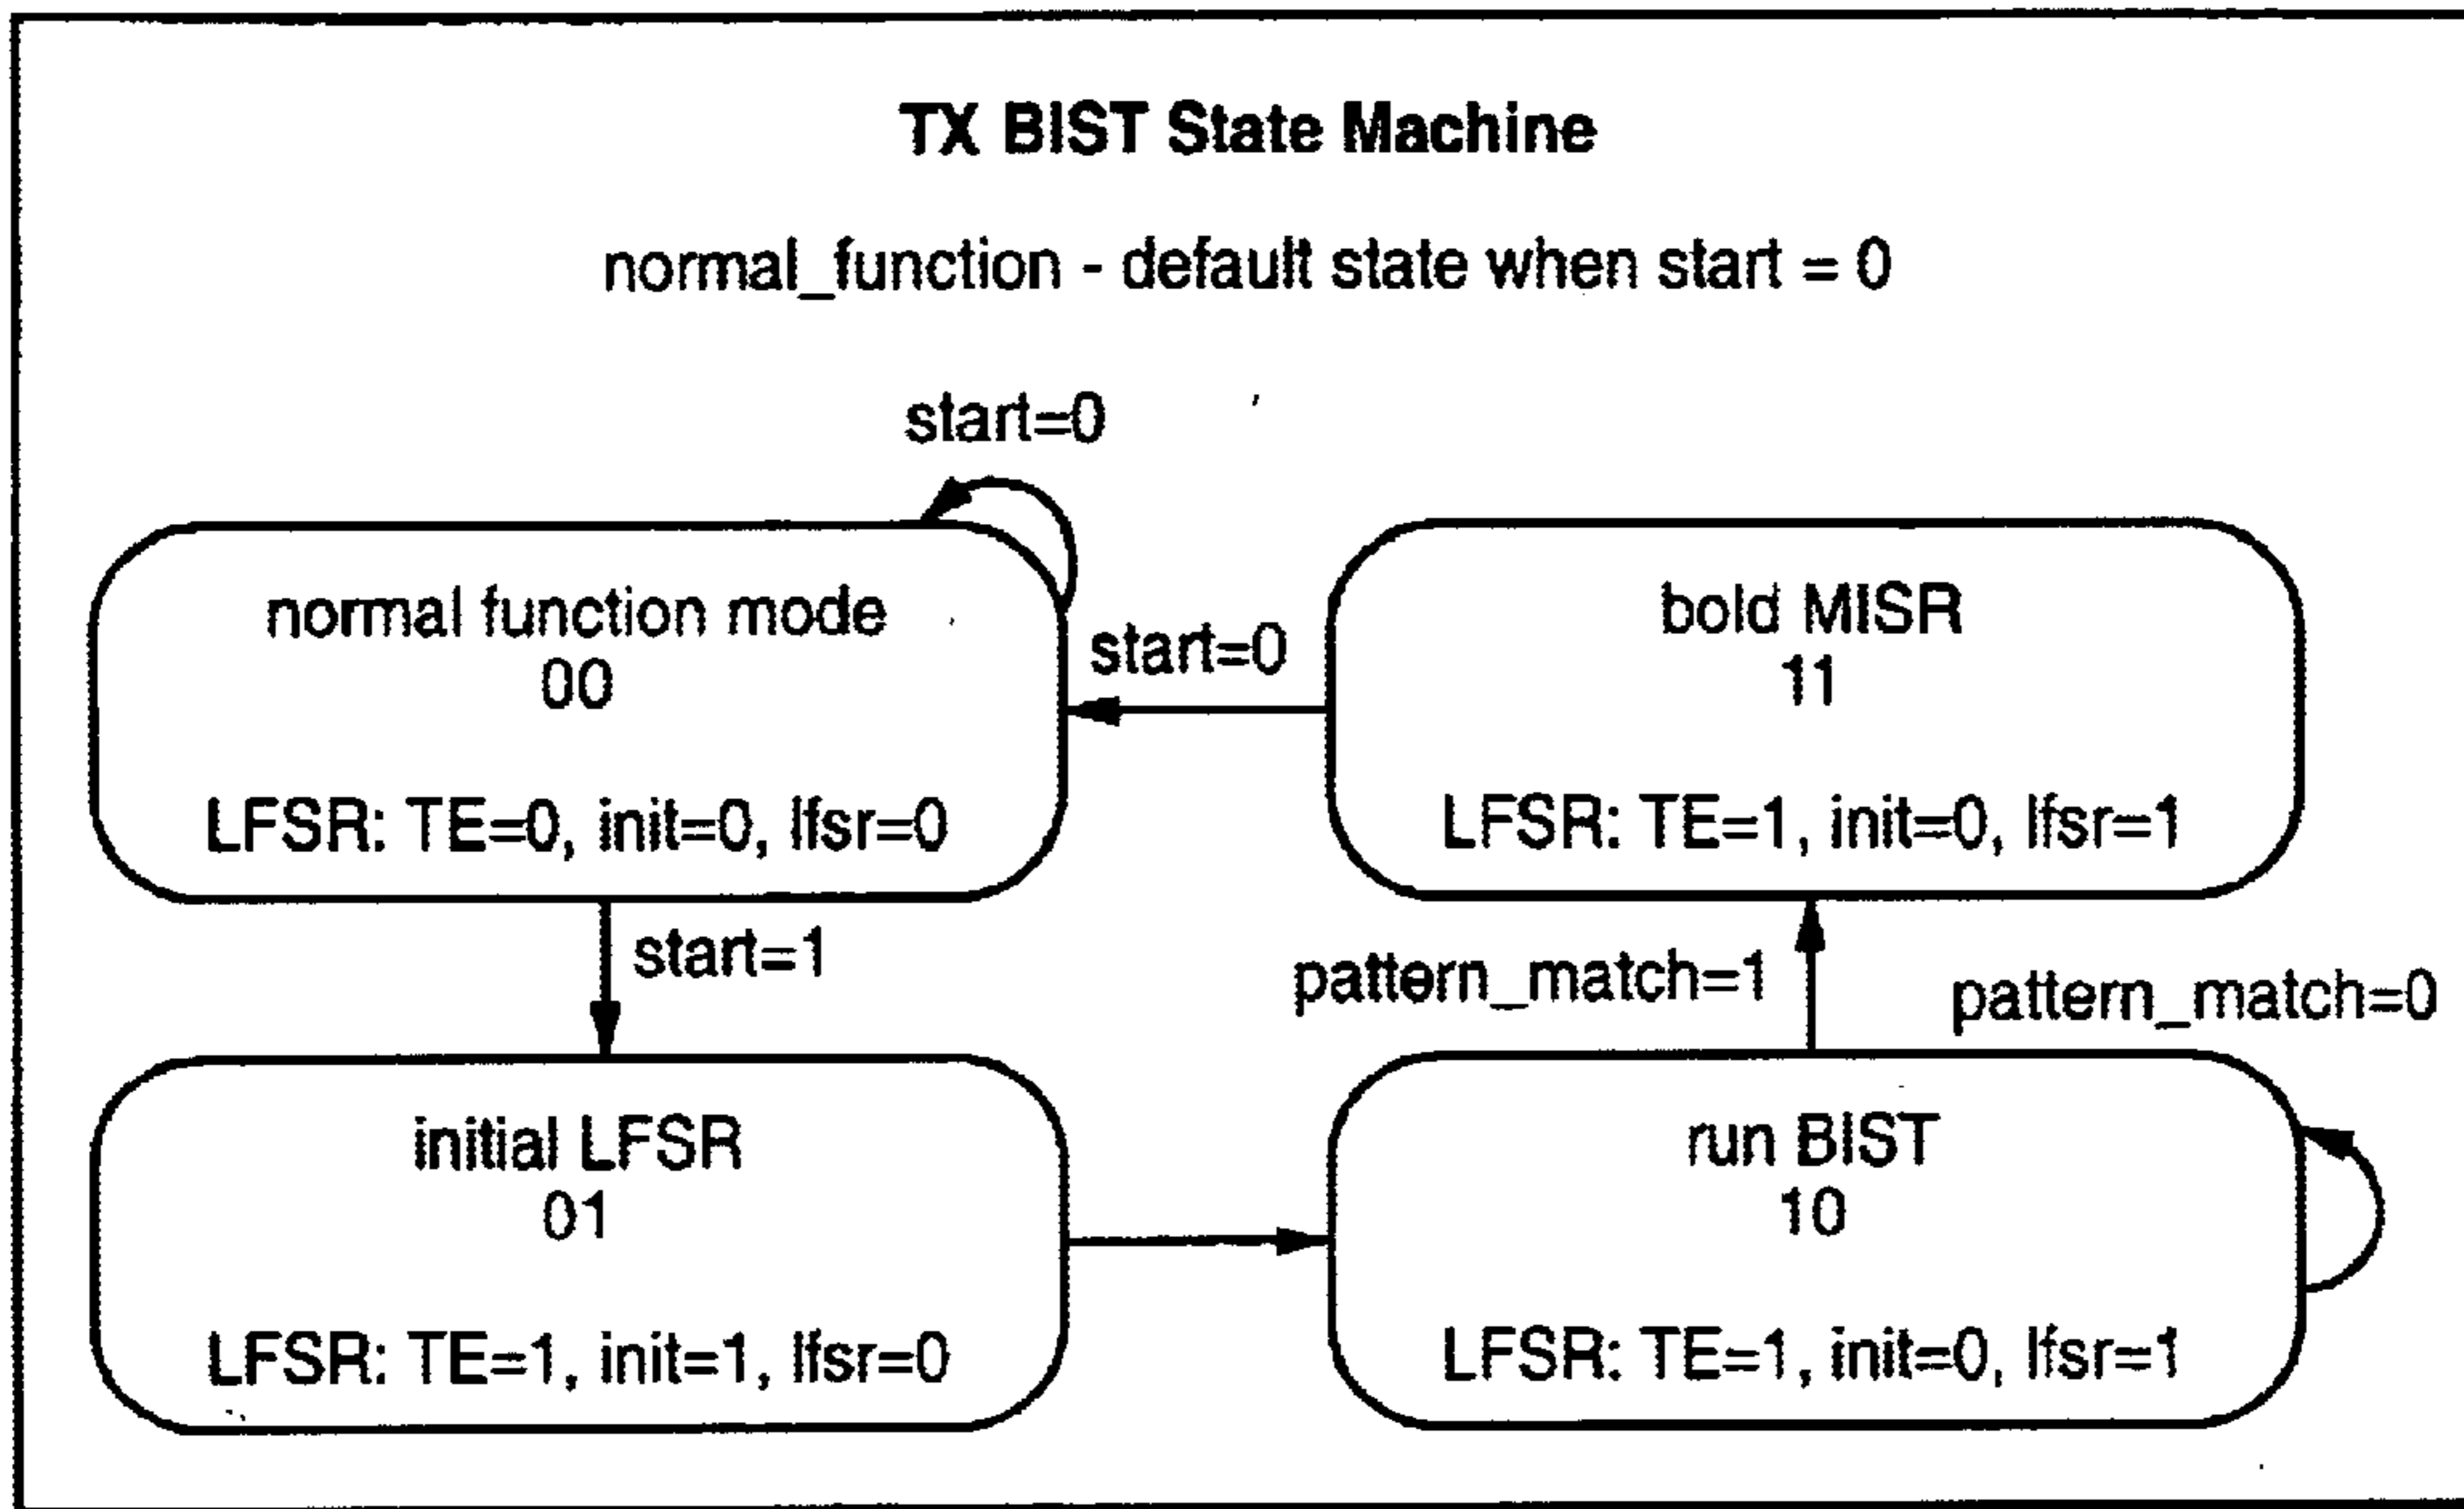 TX BIST State Machine
normal_function - default state when start = 0
start=0
normal function mode
00
LFSR: TE=0, init=0, lfsr=0
start=0
bold MISR
11
LFSR: TE=1, init=0, lfsr=1
start=1
pattern_match=1
pattern_match=0
initial LFSR
01
LFSR: TE=1, init=1, lfsr=0
run BIST
10
LFSR: TE=1, init=0, lfsr=1